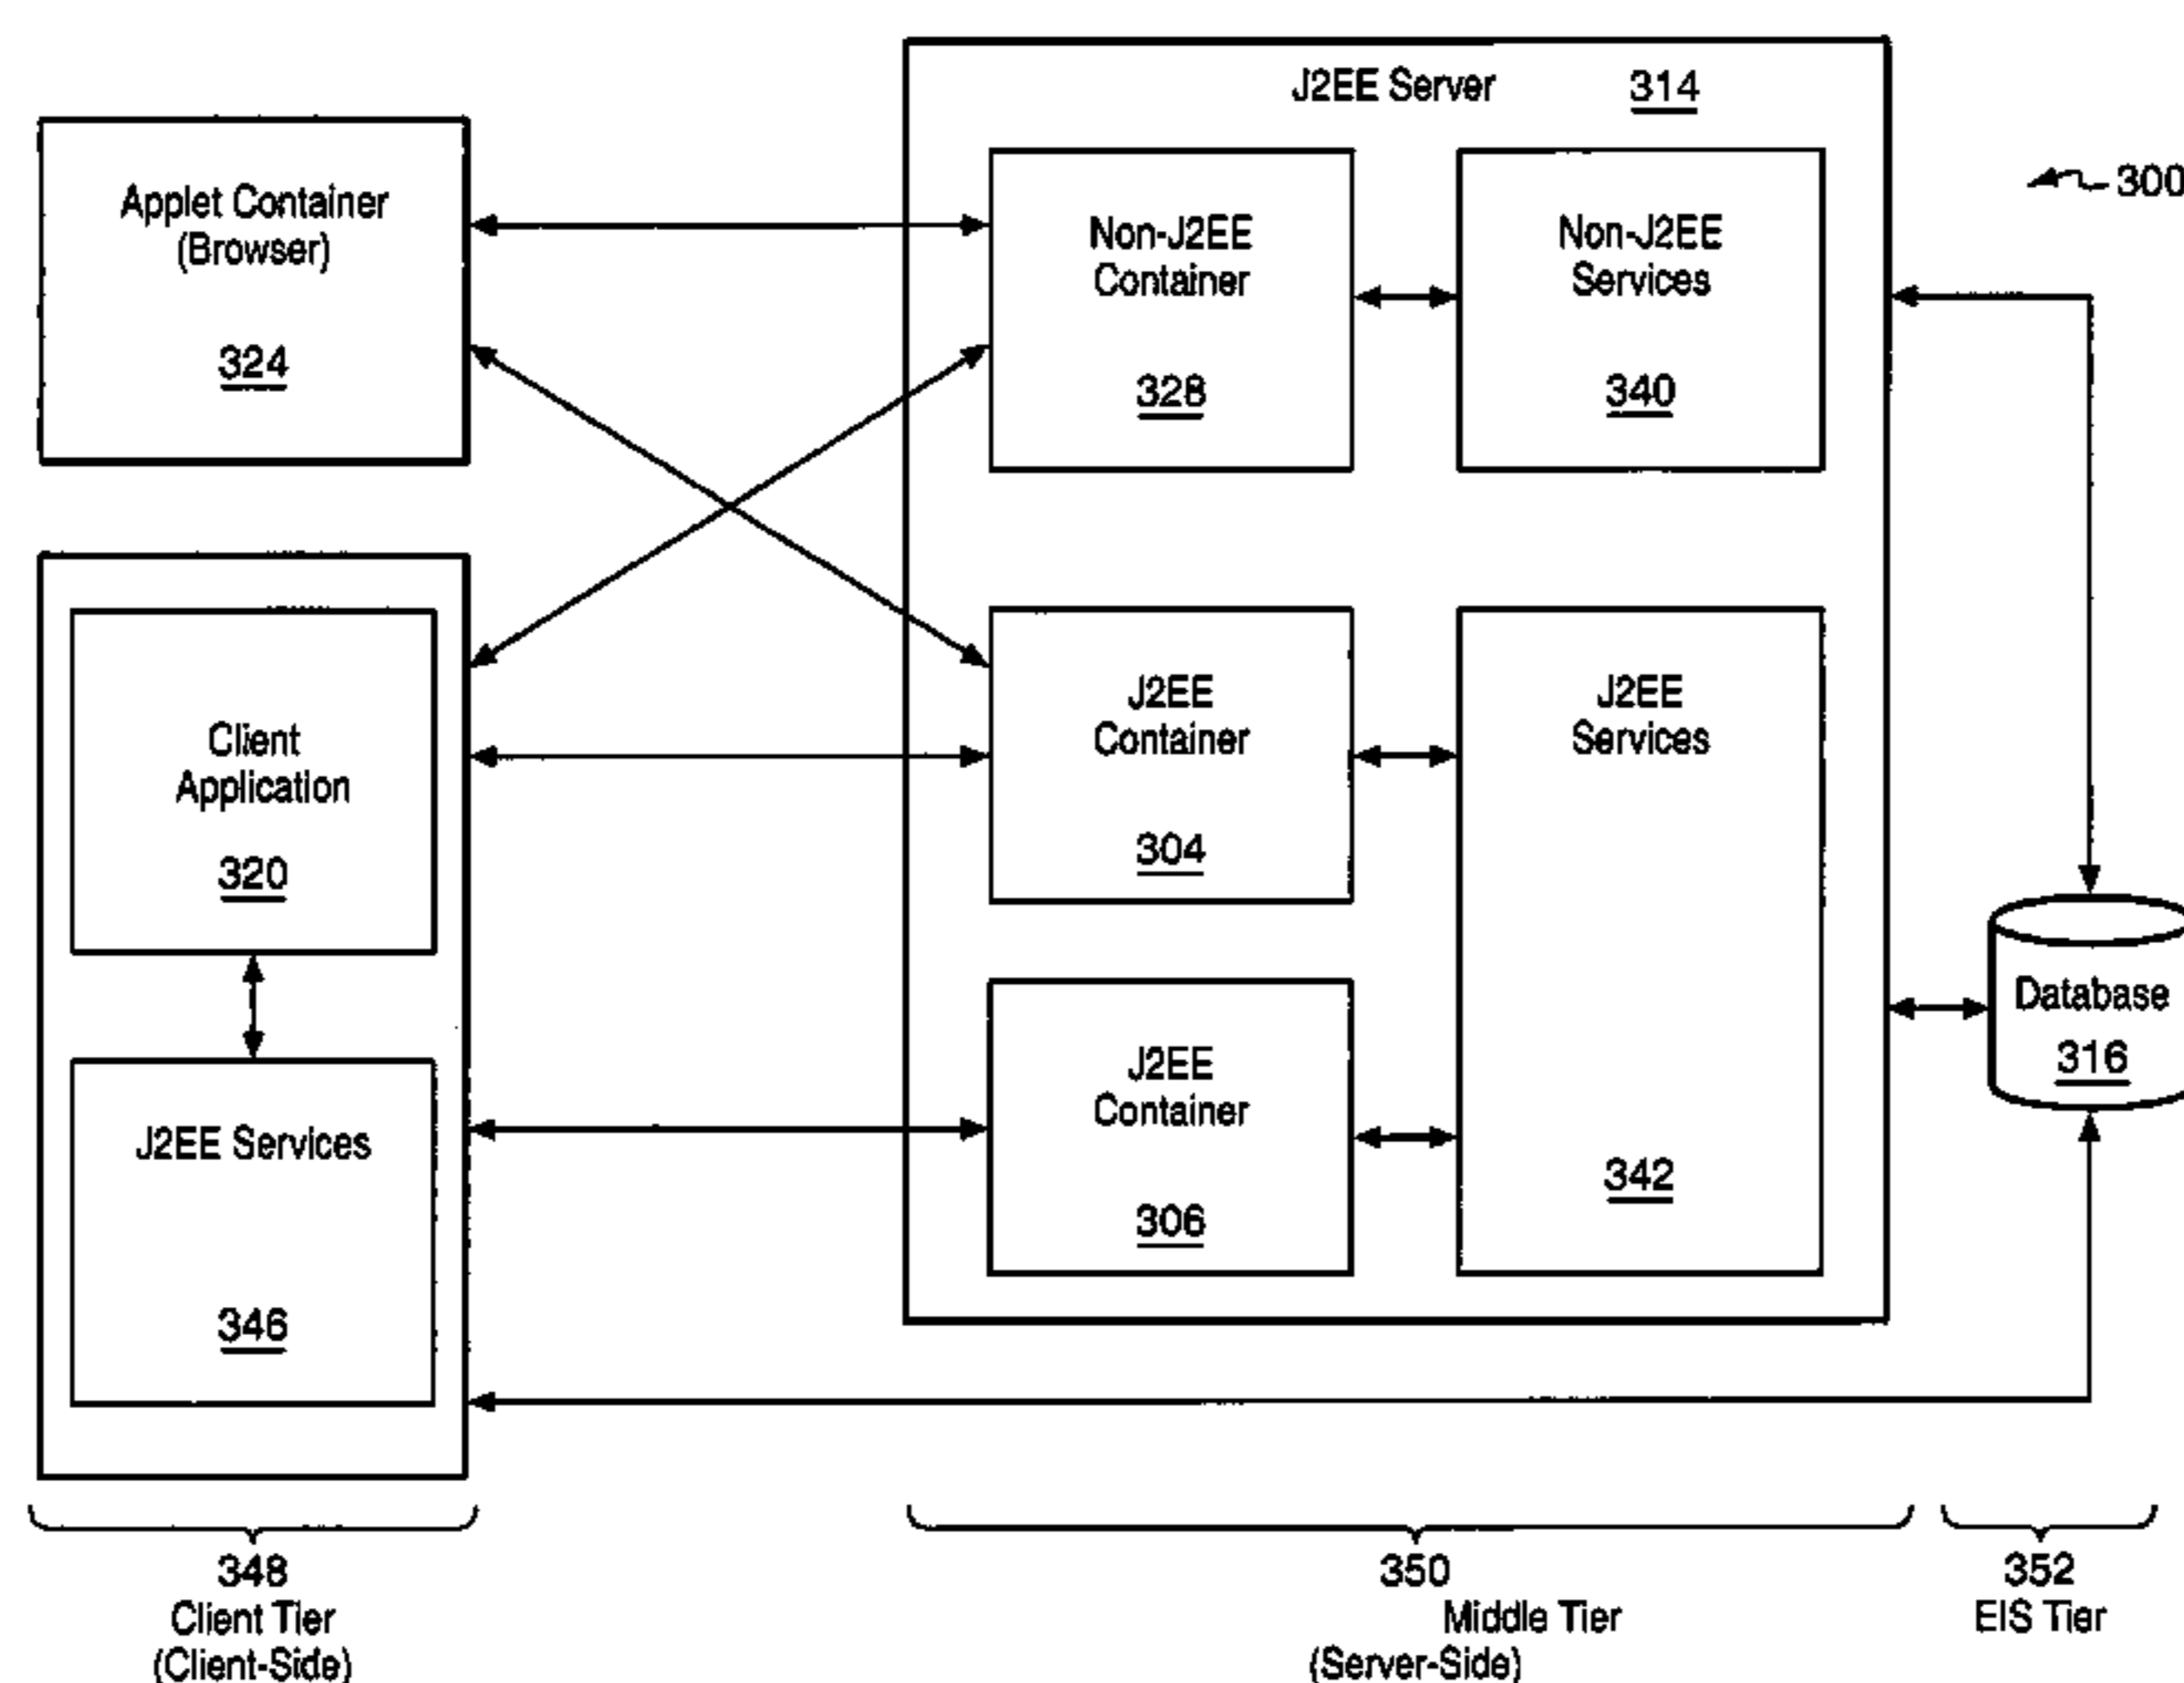 J2EE Server 314
300
Applet Container
(Browser)
324
Non-J2EE
Container
328
Non-J2EE
Services
340
Client
Application
320
J2EE
Container
304
J2EE
Services
342
J2EE
Container
306
J2EE Services
346
Database
316
348
Client Tier
(Client-Side)
350
Middle Tier
(Server-Side)
352
EIS Tier